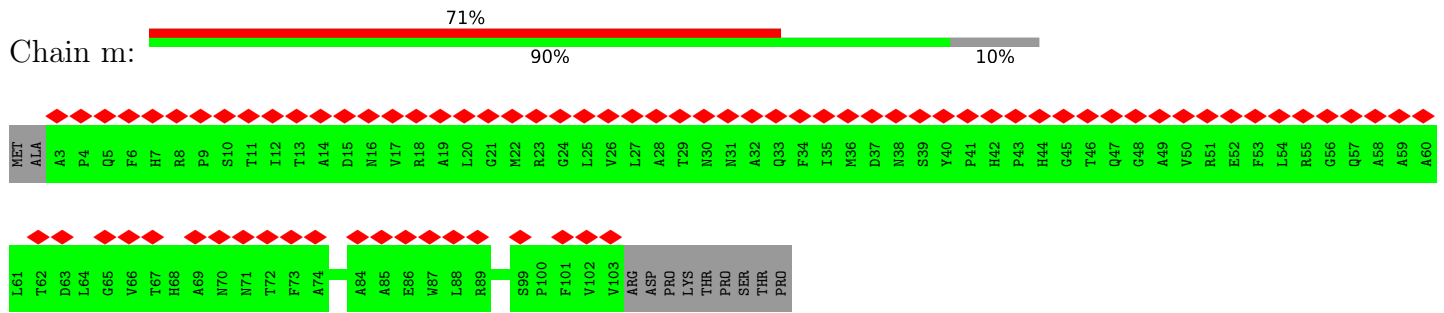 71%
Chain m:
90% 10%
MET ALA A3 P4 Q5 F6 H7 R8 P9 S10 T11 I12 T13 A14 D15 N16 V17 R18 A19 L20 G21 M22 R23 G24 L25 V26 L27 A28 T29 N30 N31 A32 Q33 F34 I35 M36 D37 N38 S39 Y40 P41 H42 P43 H44 G45 T46 Q47 G48 A49 V50 R51 E52 F53 L54 R55 G56 Q57 A58 A59 A60
L61 T62 D63 L64 G65 V66 T67 H68 A69 N70 N71 T72 F73 A74 A84 A85 E86 W87 L88 R89 S99 P100 F101 V102 V103 ARG ASP PRO LYS THR PRO SER THR PRO